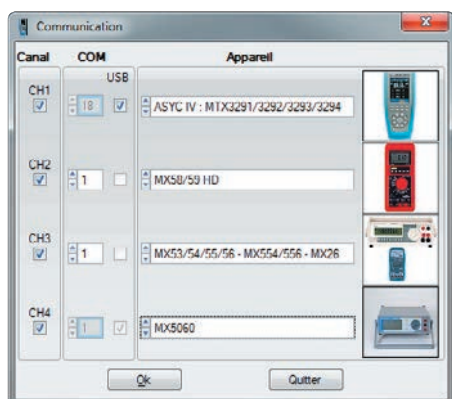 Communication
Canal COM Appareil
USB
CH1
18 ASYC IV : MTX3291/3292/3293/3294
CH2
1 MX58/59 HD
CH3
1 MX53/54/55/56 - MX554/556 - MX26
CH4
1 MX5060
Ok Quitter